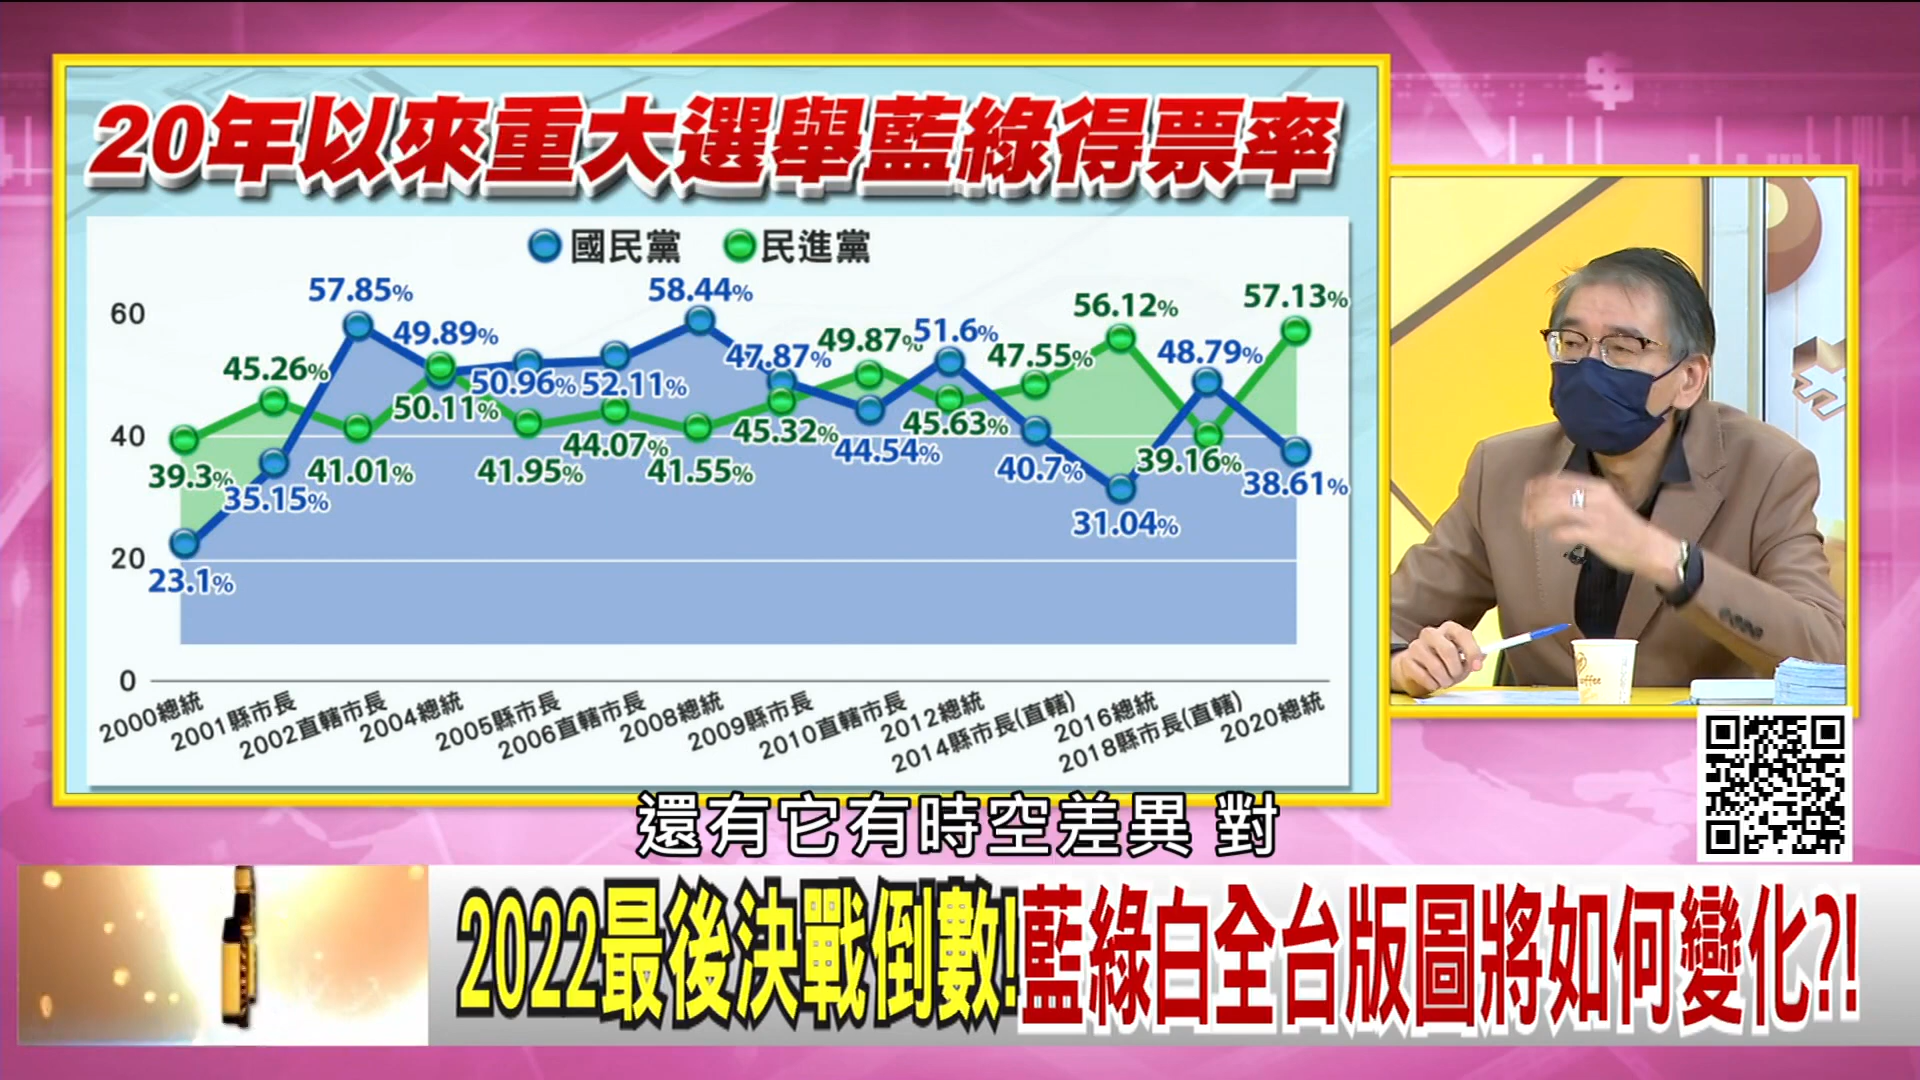 20年以來重大選舉藍綠得票率
國民黨 民進黨
57.85% 58.44% 56.12% 57.13%
49.89% 49.87% 51.6%
45.26% 47.87% 47.55% 48.79%
50.96% 52.11%
50.11% 45.32% 45.63%
39.3% 41.01% 41.95% 44.07% 41.55% 44.54% 40.7% 39.16% 38.61%
35.15% 31.04%
23.1%
60
40
20
0
2000總統 2001縣市長 2002直轄市長 2004總統 2005縣市長 2006直轄市長 2008總統 2009縣市長 2010直轄市長 2012總統 2014縣市長(直轄) 2016總統 2018縣市長(直轄) 2020總統
還有它有時空差異 對
2022最後決戰倒數!藍綠白全台版圖將如何變化?!